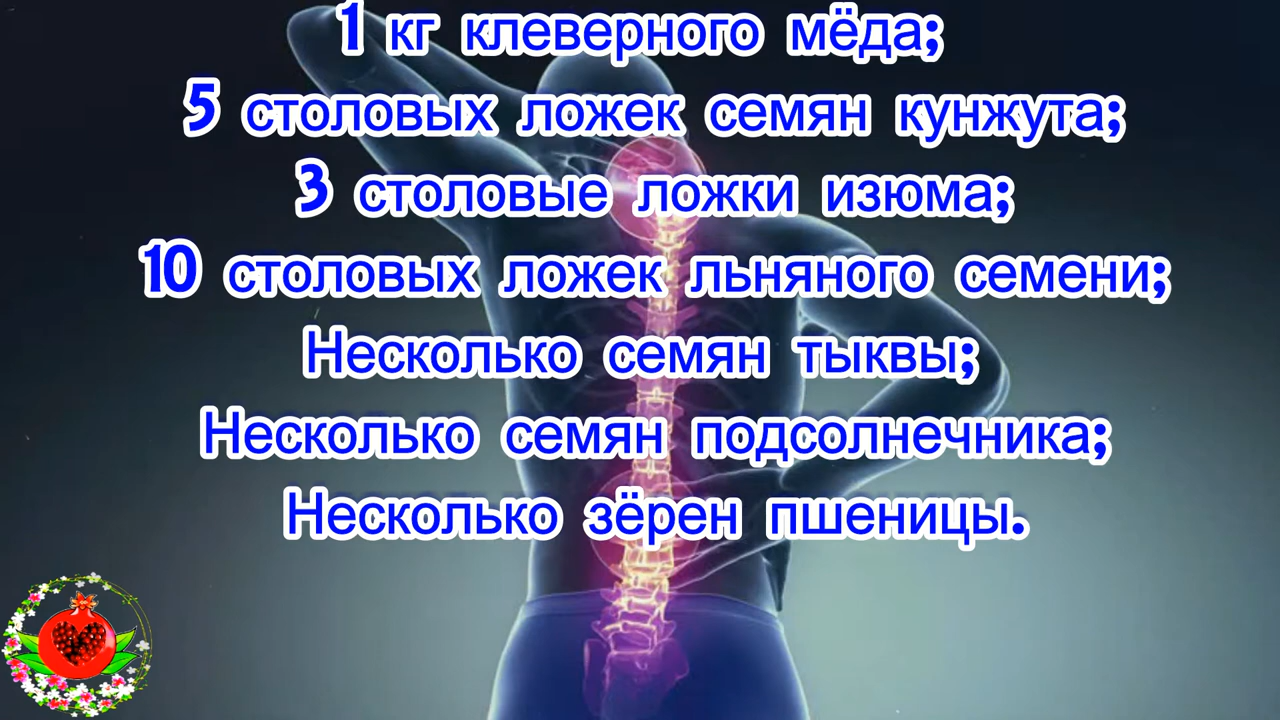 1 кг клеверного мёда;
5 столовых ложек семян кунжута;
3 столовые ложки изюма;
10 столовых ложек льняного семени;
Несколько семян тыквы;
Несколько семян подсолнечника;
Несколько зёрен пшеницы.